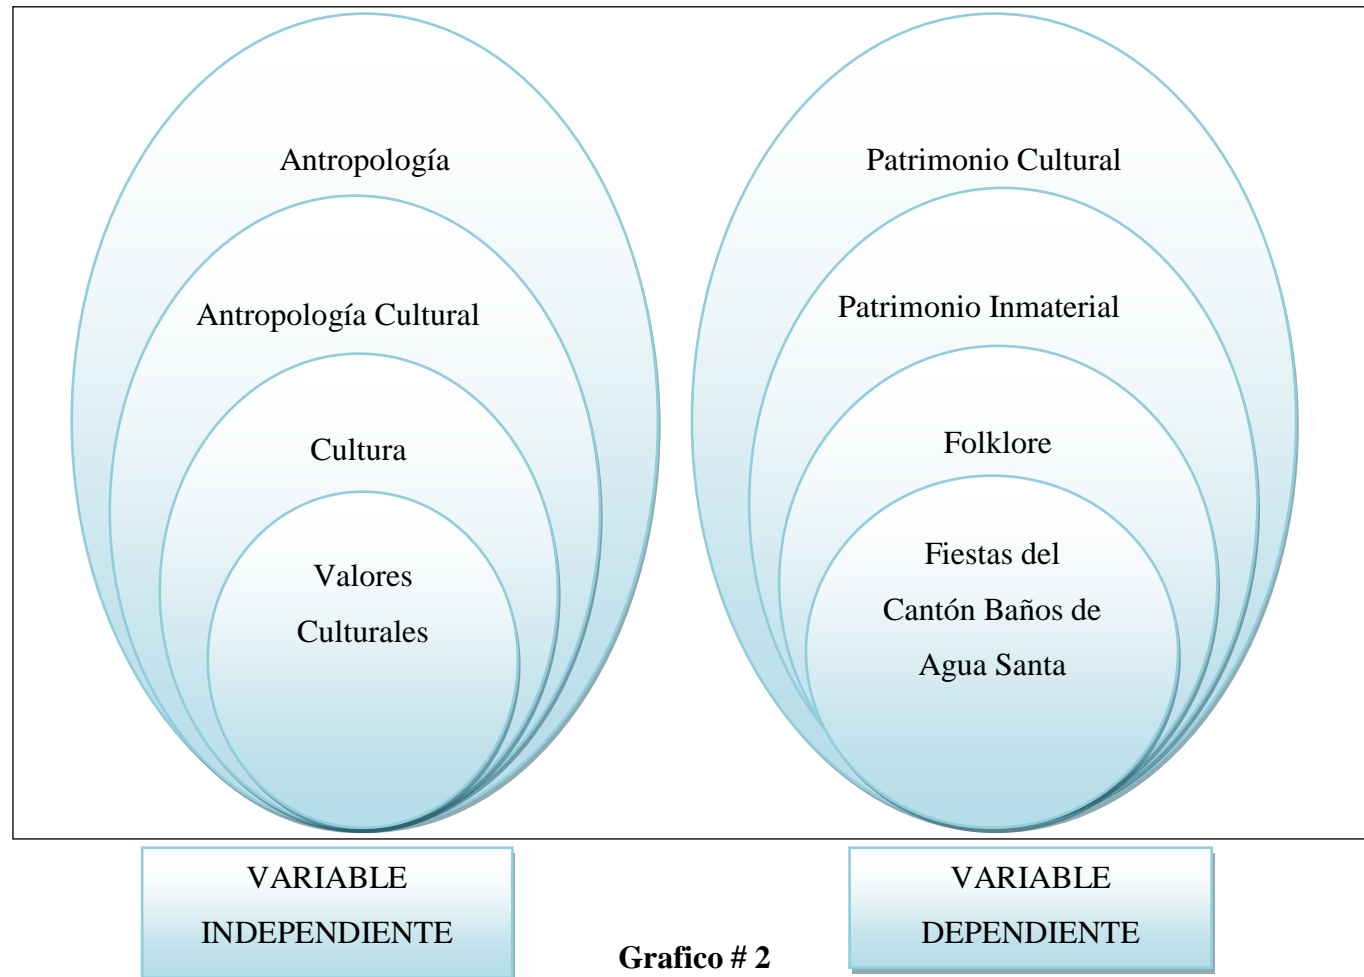 Antropología
Antropología Cultural
Cultura
Valores
Culturales
Patrimonio Cultural
Patrimonio Inmaterial
Folklore
Fiestas del
Cantón Baños de
Agua Santa
VARIABLE
INDEPENDIENTE
VARIABLE
DEPENDIENTE
Grafico # 2